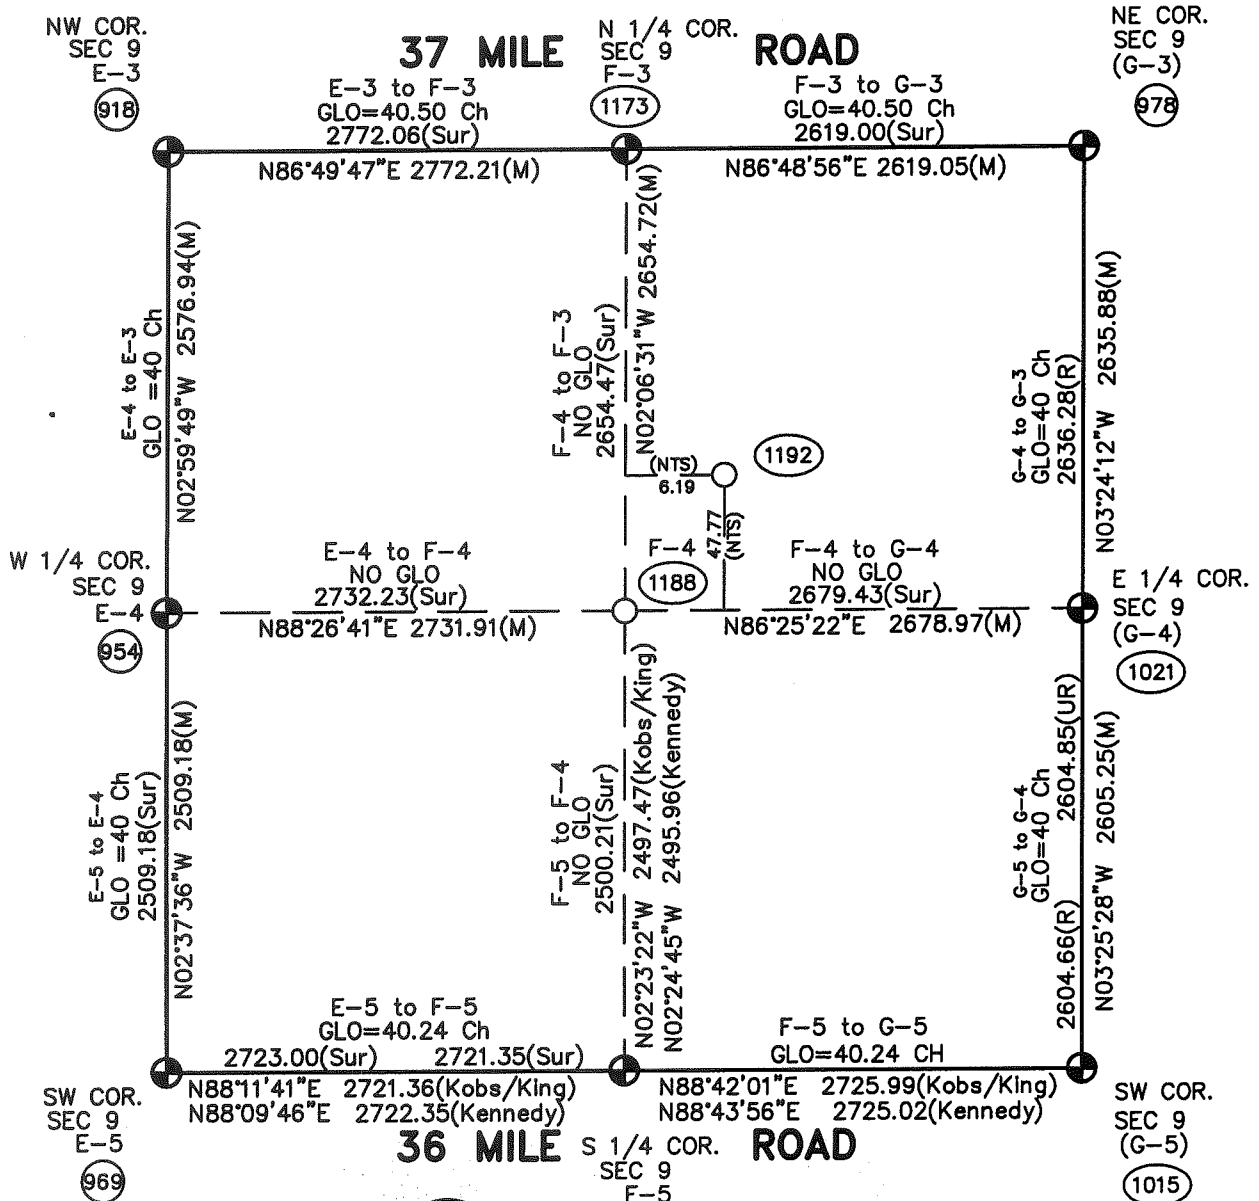 NW COR.
SEC 9
E-3
918
37 MILE ROAD
N 1/4 COR.
SEC 9
F-3
1173
NE COR.
SEC 9
(G-3)
978
E-3 to F-3
GLO=40.50 Ch
2772.06(Sur)
N86°49'47"E 2772.21(M)
F-3 to G-3
GLO=40.50 Ch
2619.00(Sur)
N86°48'56"E 2619.05(M)
E-4 to E-3
GLO =40 Ch
N02°59'49"W 2576.94(M)
F-4 to F-3
NO GLO
2654.47(Sur)
N02°06'31"W 2654.72(M)
G-4 to G-3
GLO=40 Ch
2636.28(R)
N03°24'12"W 2635.88(M)
1192
(NTS)
6.19
47.77
(NTS)
W 1/4 COR.
SEC 9
E-4
954
E-4 to F-4
NO GLO
2732.23(Sur)
N88°26'41"E 2731.91(M)
F-4
1188
F-4 to G-4
NO GLO
2679.43(Sur)
N86°25'22"E 2678.97(M)
E 1/4 COR.
SEC 9
(G-4)
1021
E-5 to E-4
GLO =40 Ch
2509.18(Sur)
N02°37'36"W 2509.18(M)
F-5 to F-4
NO GLO
2500.21(Sur)
N02°23'22"W 2497.47(Kobs/King)
N02°24'45"W 2495.96(Kennedy)
G-5 to G-4
GLO=40 Ch
2604.66(R) 2604.85(UR)
N03°25'28"W 2605.25(M)
E-5 to F-5
GLO=40.24 Ch
2723.00(Sur) 2721.35(Sur)
N88°11'41"E 2721.36(Kobs/King)
N88°09'46"E 2722.35(Kennedy)
F-5 to G-5
GLO=40.24 CH
N88°42'01"E 2725.99(Kobs/King)
N88°43'56"E 2725.02(Kennedy)
SW COR.
SEC 9
E-5
969
36 MILE ROAD
S 1/4 COR.
SEC 9
F-5
SW COR.
SEC 9
(G-5)
1015